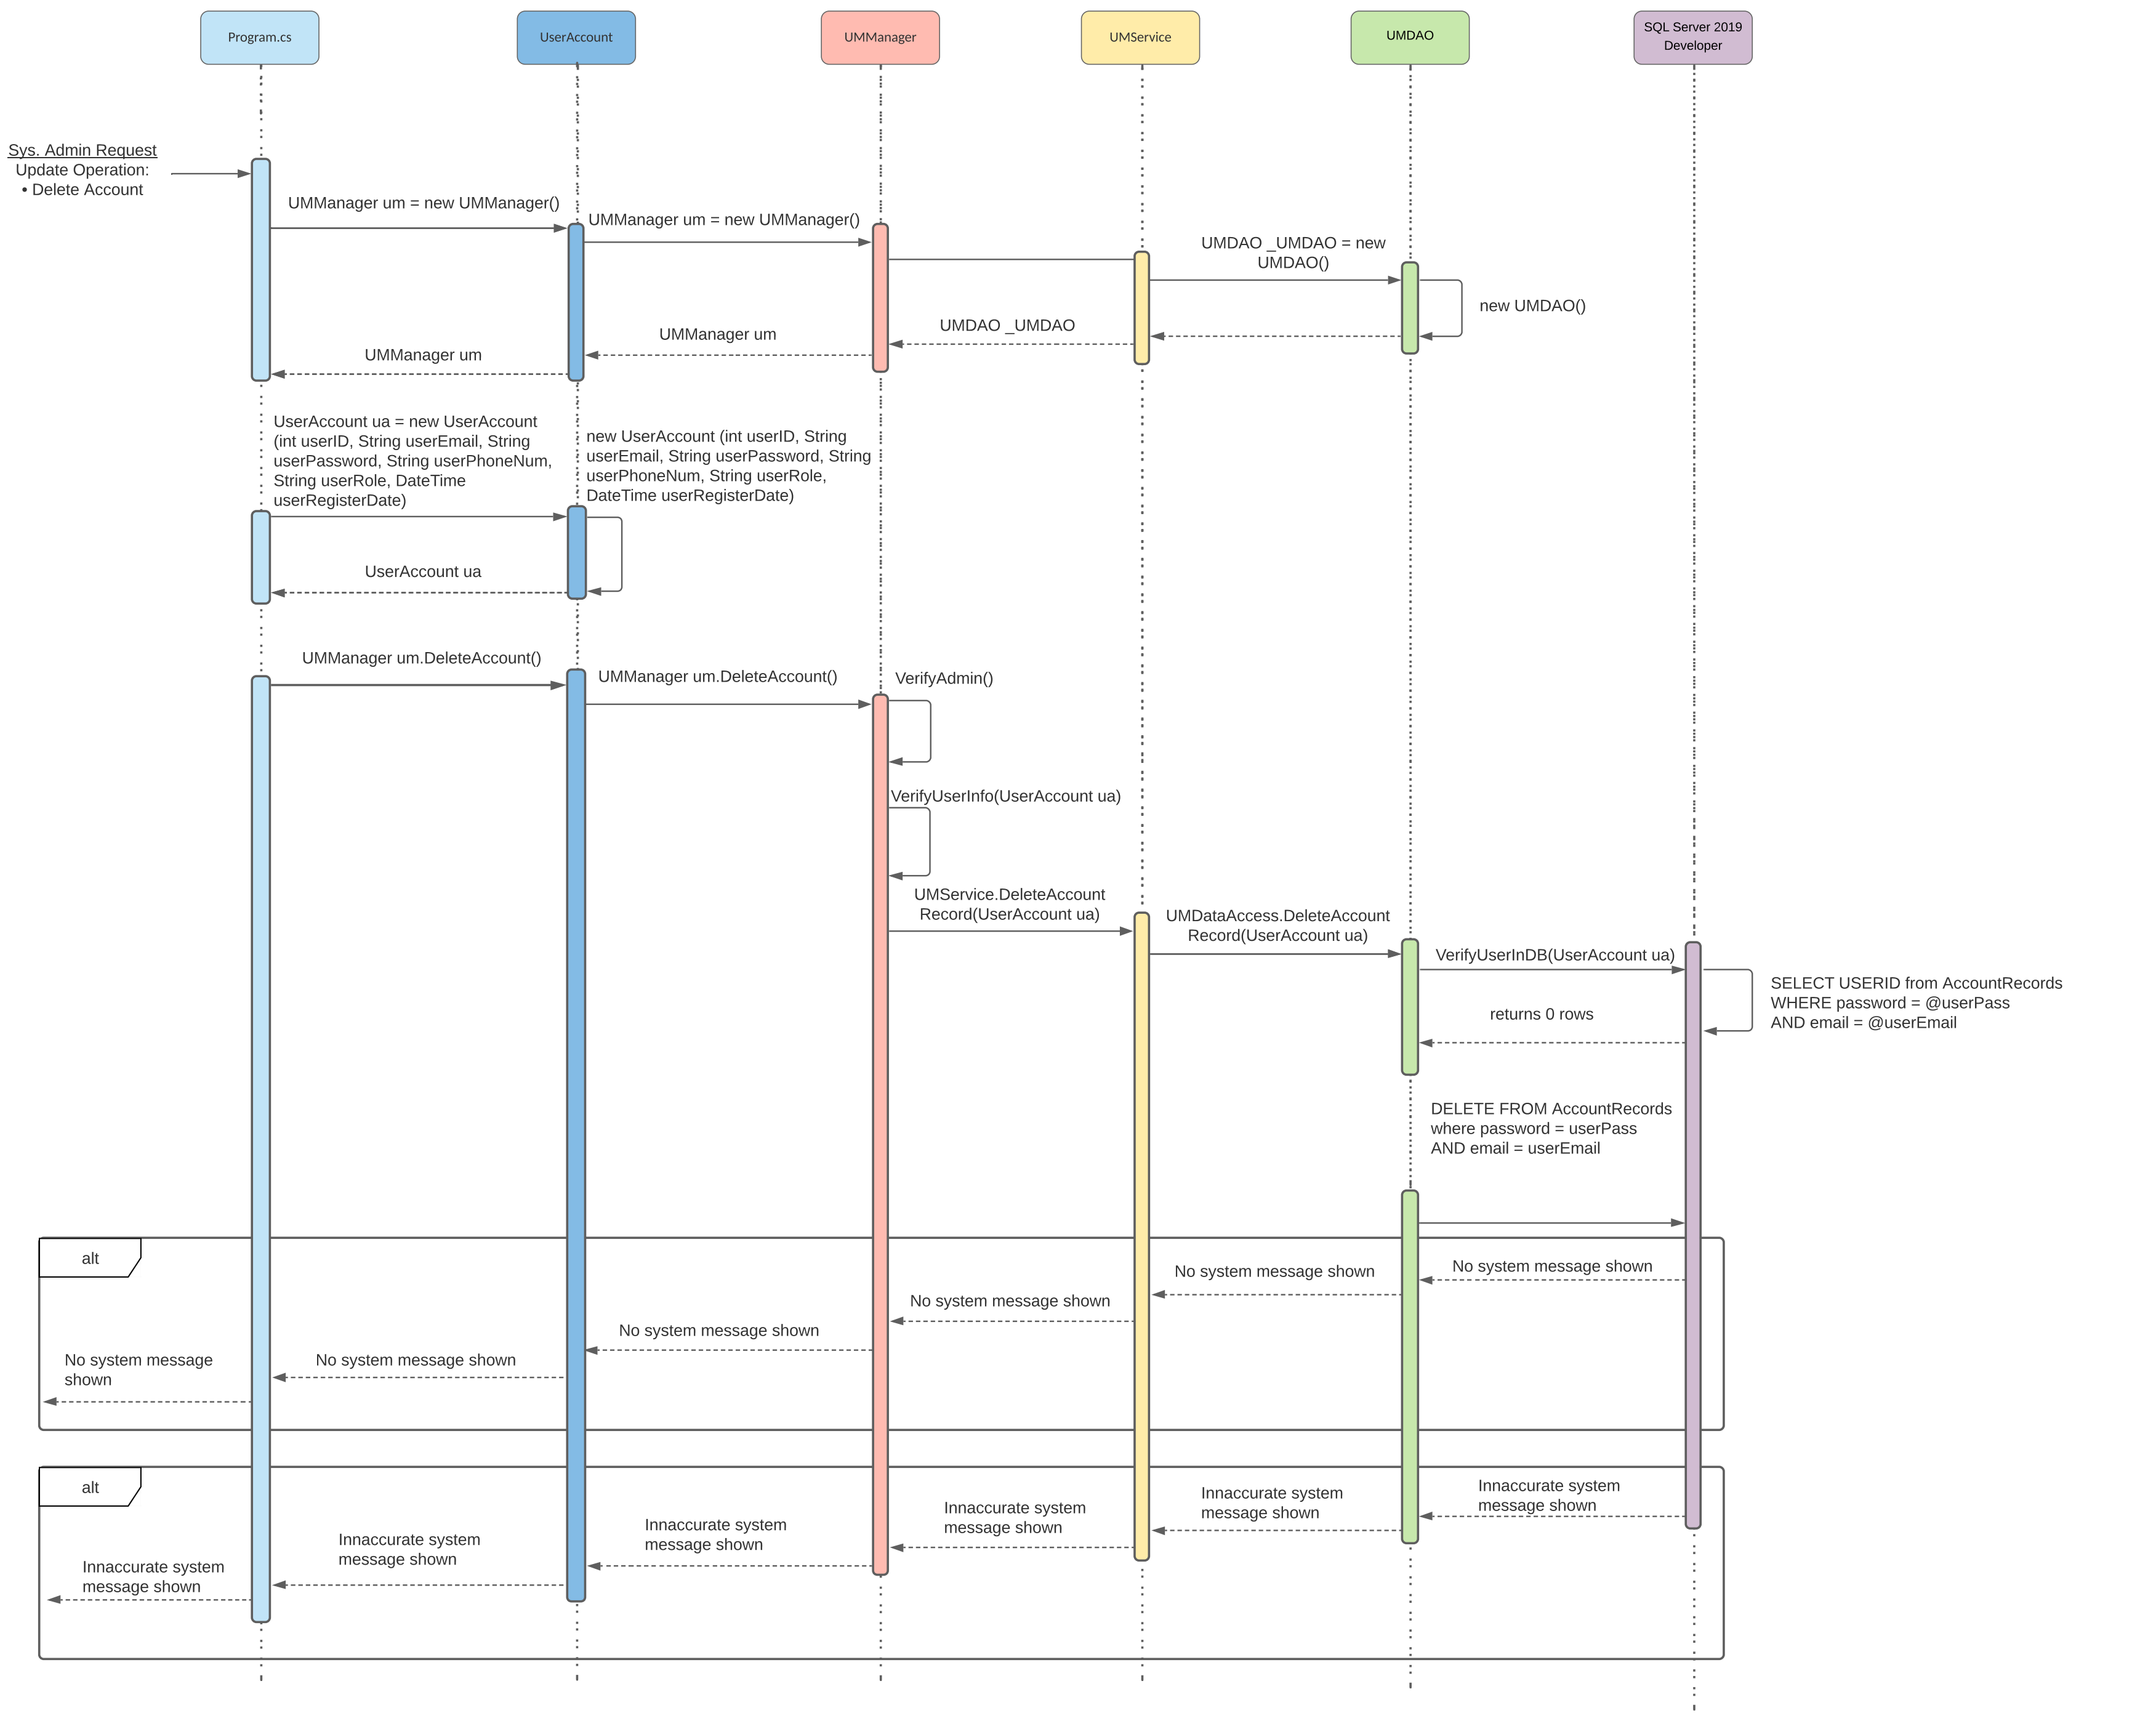 Program.cs
UserAccount
UMManager
UMService
UMDAO
SQL Server 2019
Developer
Sys. Admin Request
Update Operation:
• Delete Account
UMManager um = new UMManager()
UMManager um = new UMManager()
UMDAO _UMDAO = new
UMDAO()
new UMDAO()
UMDAO _UMDAO
UMManager um
UMManager um
UserAccount ua = new UserAccount
(int userID, String userEmail, String
userPassword, String userPhoneNum,
String userRole, DateTime
userRegisterDate)
new UserAccount (int userID, String
userEmail, String userPassword, String
userPhoneNum, String userRole,
DateTime userRegisterDate)
UserAccount ua
UMManager um.DeleteAccount()
UMManager um.DeleteAccount()
VerifyAdmin()
VerifyUserInfo(UserAccount ua)
UMService.DeleteAccount
Record(UserAccount ua)
UMDataAccess.DeleteAccount
Record(UserAccount ua)
VerifyUserInDB(UserAccount ua)
SELECT USERID from AccountRecords
WHERE password = @userPass
AND email = @userEmail
returns 0 rows
DELETE FROM AccountRecords
where password = userPass
AND email = userEmail
alt
No system message shown
No system message shown
No system message shown
No system message shown
No system message shown
No system message
shown
alt
Innaccurate system
message shown
Innaccurate system
message shown
Innaccurate system
message shown
Innaccurate system
message shown
Innaccurate system
message shown
Innaccurate system
message shown